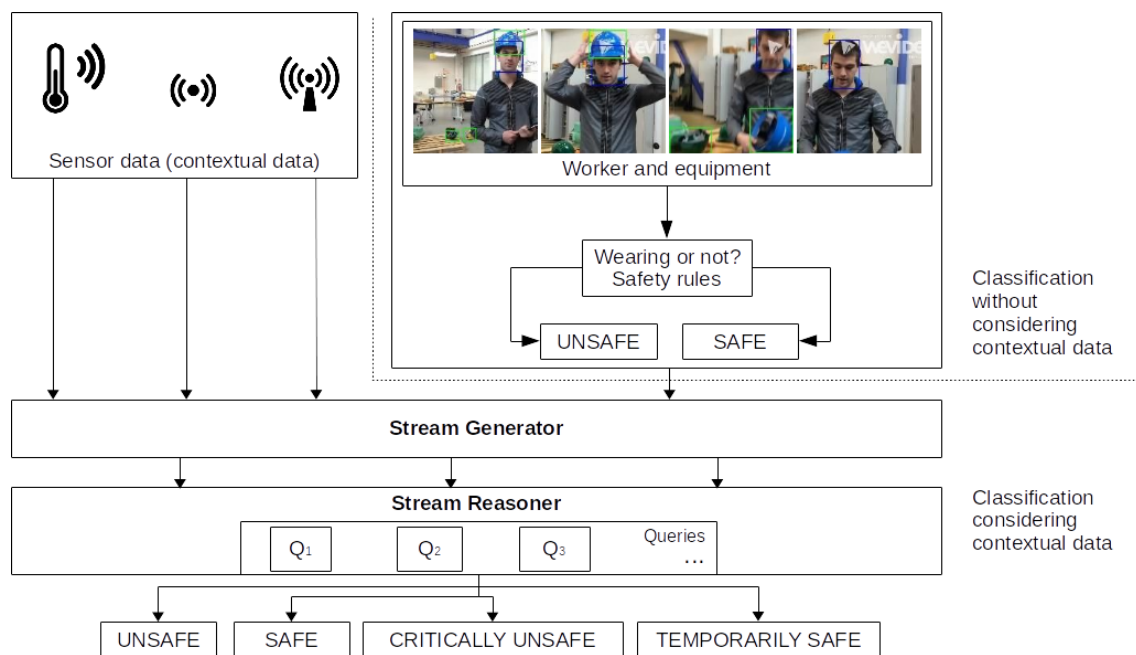 Sensor data (contextual data)
Worker and equipment
Wearing or not?
Safety rules
UNSAFE
SAFE
Classification
without
considering
contextual data
Stream Generator
Stream Reasoner
Q1
Q2
Q3
Queries
...
Classification
considering
contextual data
UNSAFE
SAFE
CRITICALLY UNSAFE
TEMPORARILY SAFE